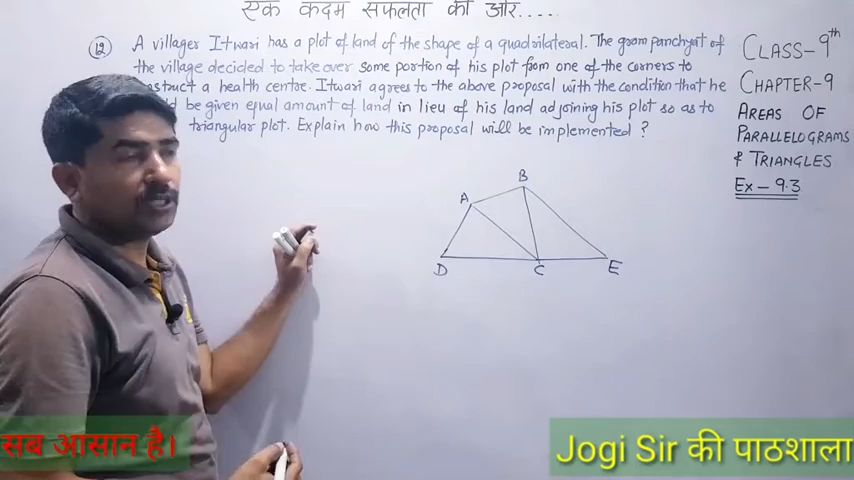 एक कदम सफलता की ओर.....
12 A villager Itwari has a plot of land of the shape of a quadrilateral. The gram panchyat of
the village decided to take over some portion of his plot from one of the corners to
construct a health centre. Itwari agrees to the above proposal with the condition that he
be given equal amount of land in lieu of his land adjoining his plot so as to
triangular plot. Explain how this proposal will be implemented ?
CLASS-9th
CHAPTER-9
AREAS OF
PARALLELOGRAMS
& TRIANGLES
Ex - 9.3
B
A
D
C
E
सब आसान है।
Jogi Sir की पाठशाला